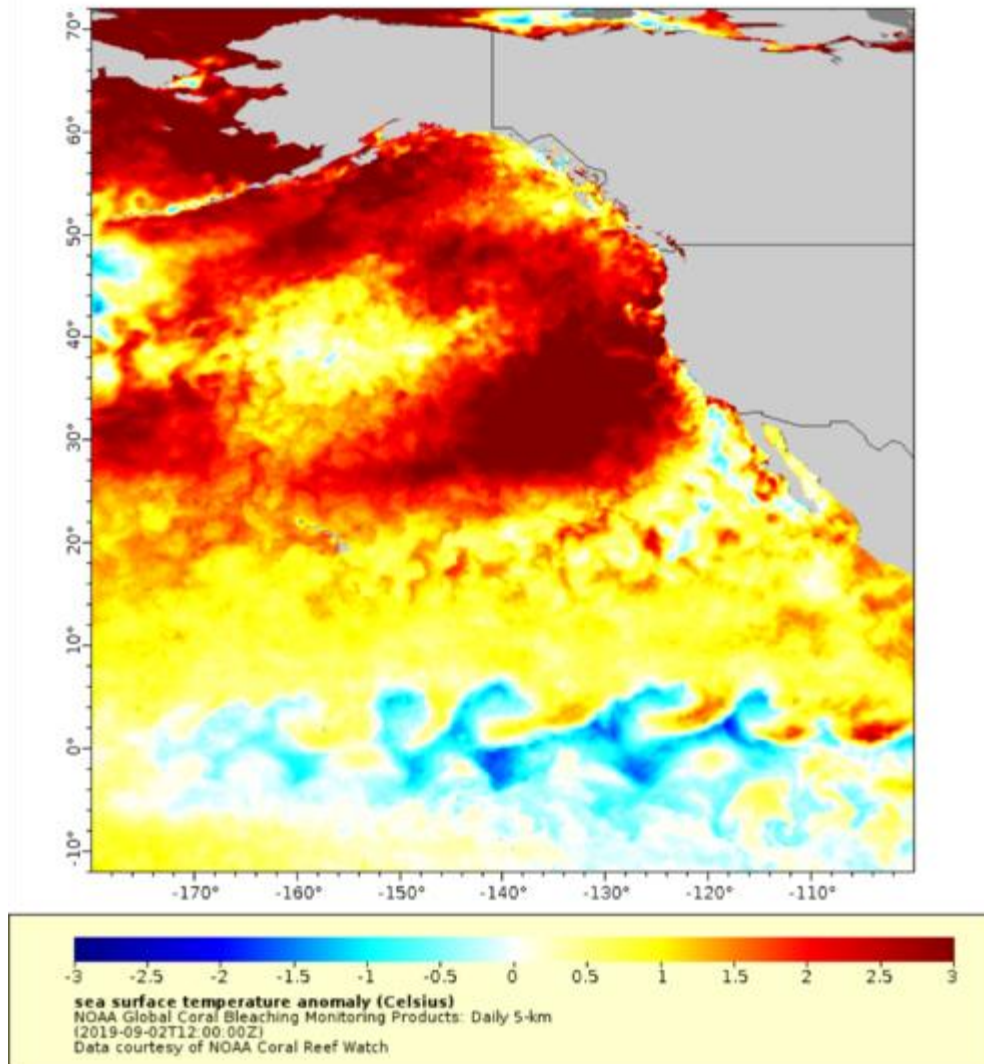 70°
60°
50°
40°
30°
20°
10°
0°
-10°
-170° -160° -150° -140° -130° -120° -110°
-3 -2.5 -2 -1.5 -1 -0.5 0 0.5 1 1.5 2 2.5 3
sea surface temperature anomaly (Celsius)
NOAA Global Coral Bleaching Monitoring Products: Daily 5-km
(2019-09-02T12:00:00Z)
Data courtesy of NOAA Coral Reef Watch